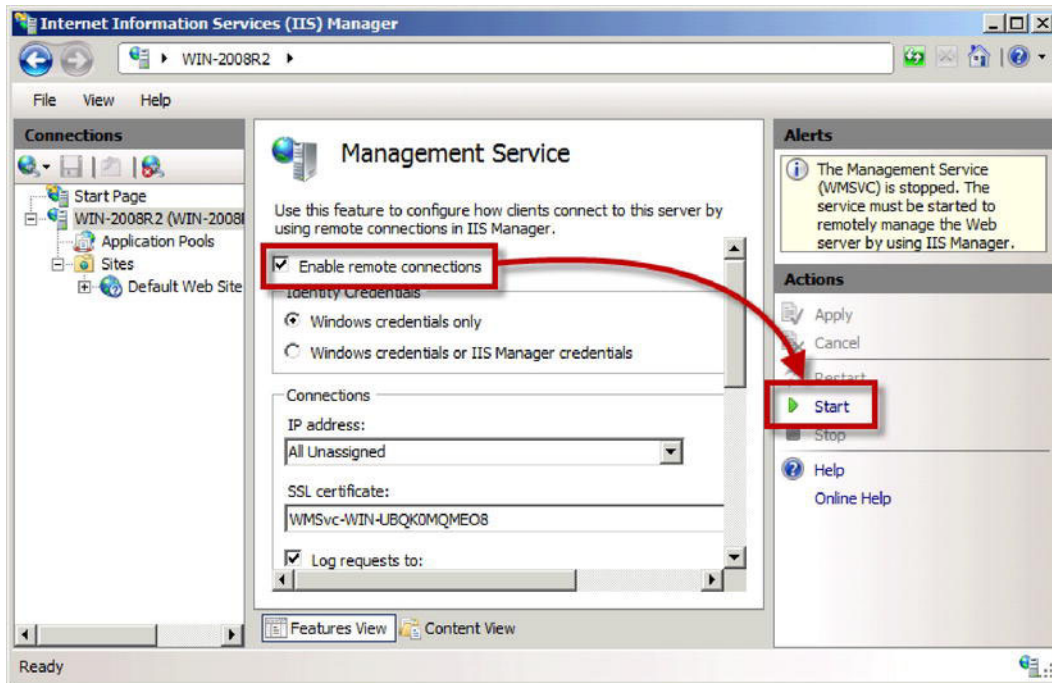 Internet Information Services (IIS) Manager
WIN-2008R2
File View Help
Connections
Start Page
WIN-2008R2 (WIN-2008
Application Pools
Sites
Default Web Site
Management Service
Use this feature to configure how clients connect to this server by
using remote connections in IIS Manager.
Enable remote connections
Identity Credentials
Windows credentials only
Windows credentials or IIS Manager credentials
Connections
IP address:
All Unassigned
SSL certificate:
WMSvc-WIN-UBQK0MQMEO8
Log requests to:
Features View Content View
Alerts
The Management Service
(WMSVC) is stopped. The
service must be started to
remotely manage the Web
server by using IIS Manager.
Actions
Apply
Cancel
Restart
Start
Stop
Help
Online Help
Ready